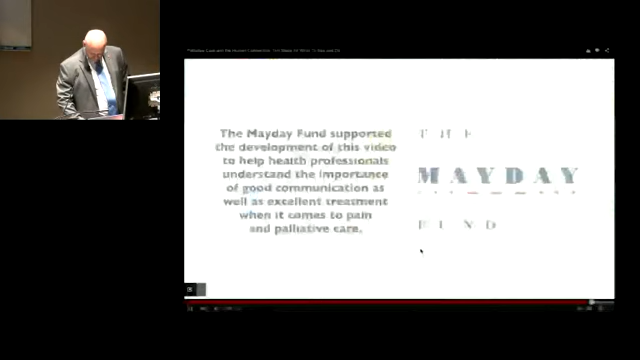 The Mayday Fund supported
the development of this video
to help health professionals
understand the importance
of good communication as
well as excellent treatment
when it comes to pain
and palliative care.
THE
MAYDAY
FUND